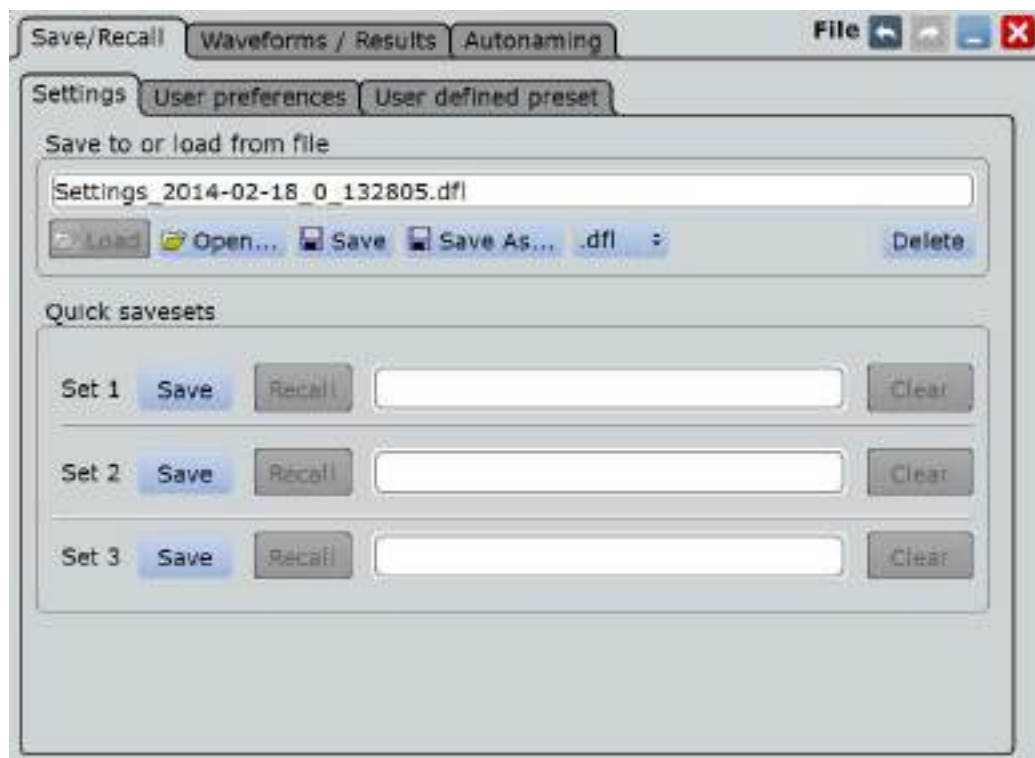 Save/Recall Waveforms / Results Autonaming File
Settings User preferences User defined preset
Save to or load from file
Settings_2014-02-18_0_132805.dfl
Load Open... Save Save As... .dfl Delete
Quick savesets
Set 1 Save Recall Clear
Set 2 Save Recall Clear
Set 3 Save Recall Clear